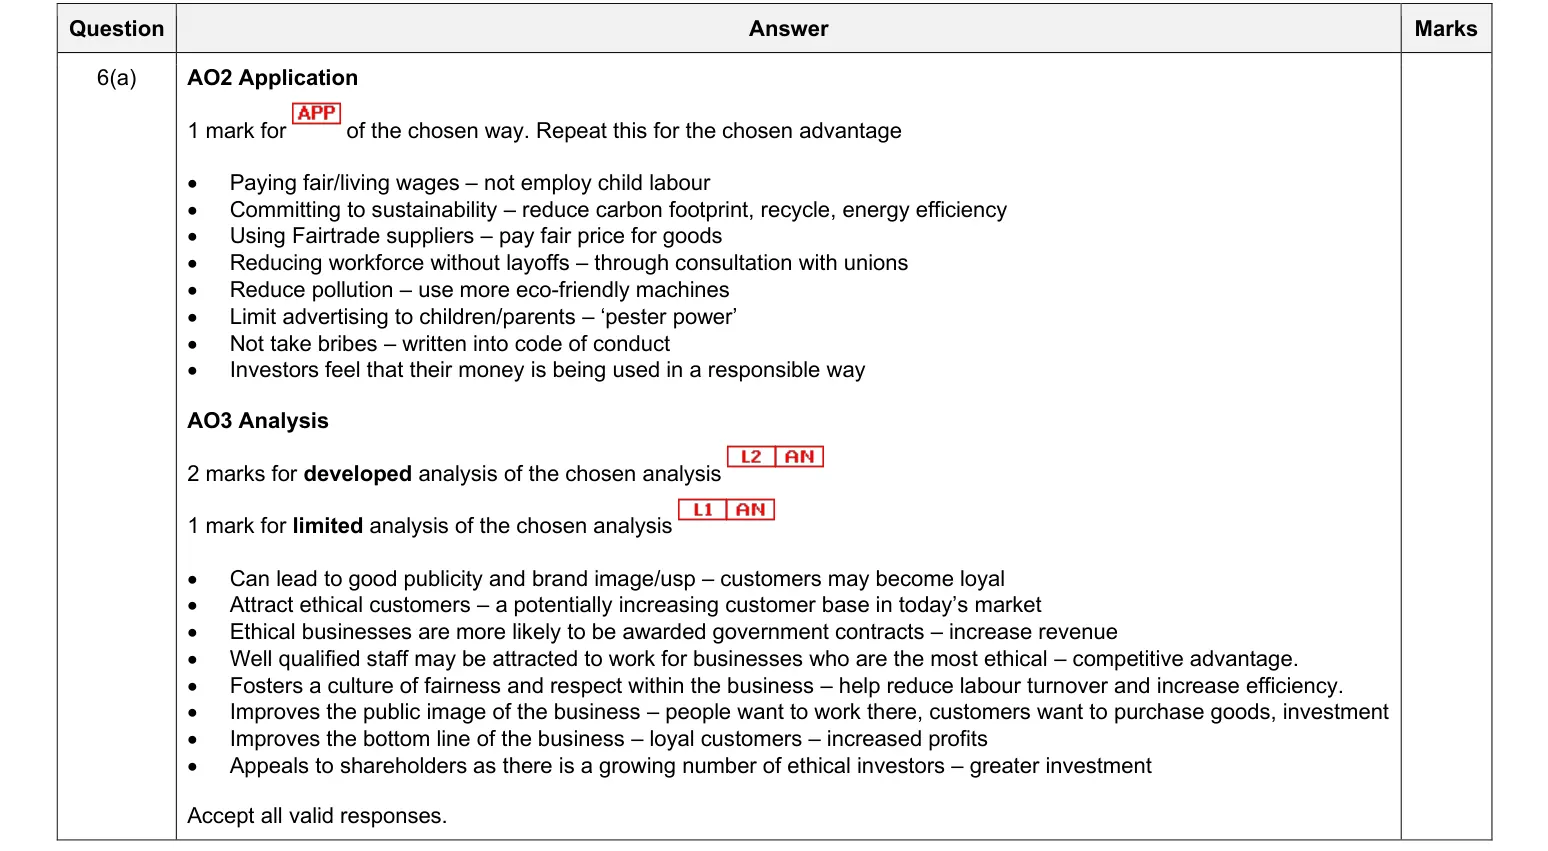 Question Answer Marks
6(a) AO2 Application
1 mark for APP of the chosen way. Repeat this for the chosen advantage
• Paying fair/living wages – not employ child labour
• Committing to sustainability – reduce carbon footprint, recycle, energy efficiency
• Using Fairtrade suppliers – pay fair price for goods
• Reducing workforce without layoffs – through consultation with unions
• Reduce pollution – use more eco-friendly machines
• Limit advertising to children/parents – ‘pester power’
• Not take bribes – written into code of conduct
• Investors feel that their money is being used in a responsible way
AO3 Analysis
2 marks for developed analysis of the chosen analysis L2 AN
1 mark for limited analysis of the chosen analysis L1 AN
• Can lead to good publicity and brand image/usp – customers may become loyal
• Attract ethical customers – a potentially increasing customer base in today’s market
• Ethical businesses are more likely to be awarded government contracts – increase revenue
• Well qualified staff may be attracted to work for businesses who are the most ethical – competitive advantage.
• Fosters a culture of fairness and respect within the business – help reduce labour turnover and increase efficiency.
• Improves the public image of the business – people want to work there, customers want to purchase goods, investment
• Improves the bottom line of the business – loyal customers – increased profits
• Appeals to shareholders as there is a growing number of ethical investors – greater investment
Accept all valid responses.